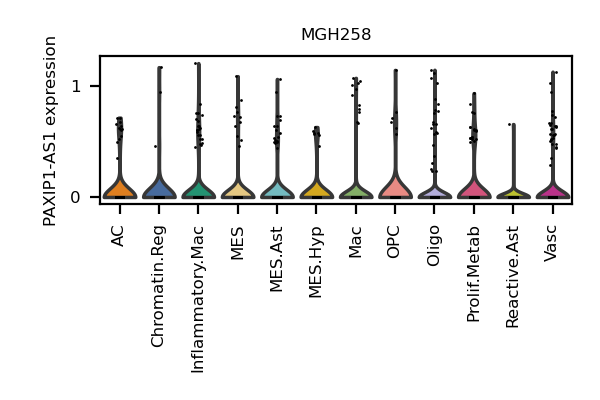 MGH258
PAXIP1-AS1 expression
1
0
AC
Chromatin.Reg
Inflammatory.Mac
MES
MES.Ast
MES.Hyp
Mac
OPC
Oligo
Prolif.Metab
Reactive.Ast
Vasc